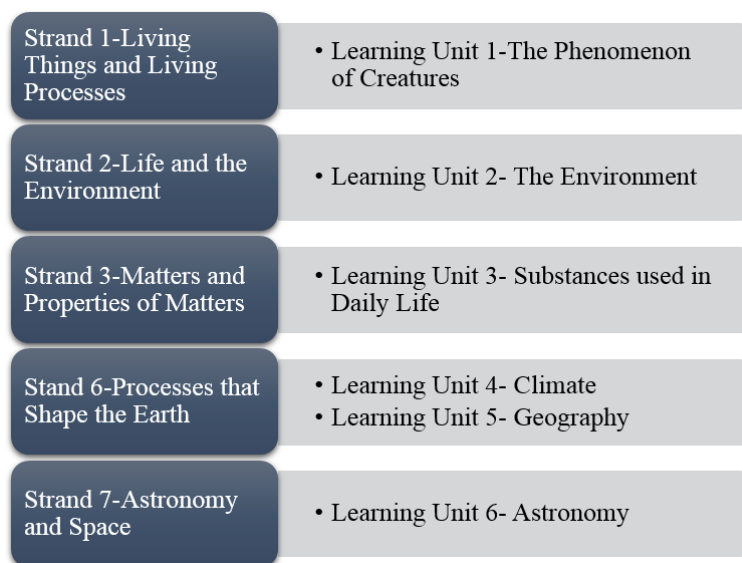 Strand 1-Living
Things and Living
Processes
• Learning Unit 1-The Phenomenon
of Creatures
Strand 2-Life and the
Environment
• Learning Unit 2- The Environment
Strand 3-Matters and
Properties of Matters
• Learning Unit 3- Substances used in
Daily Life
Stand 6-Processes that
Shape the Earth
• Learning Unit 4- Climate
• Learning Unit 5- Geography
Strand 7-Astronomy
and Space
• Learning Unit 6- Astronomy